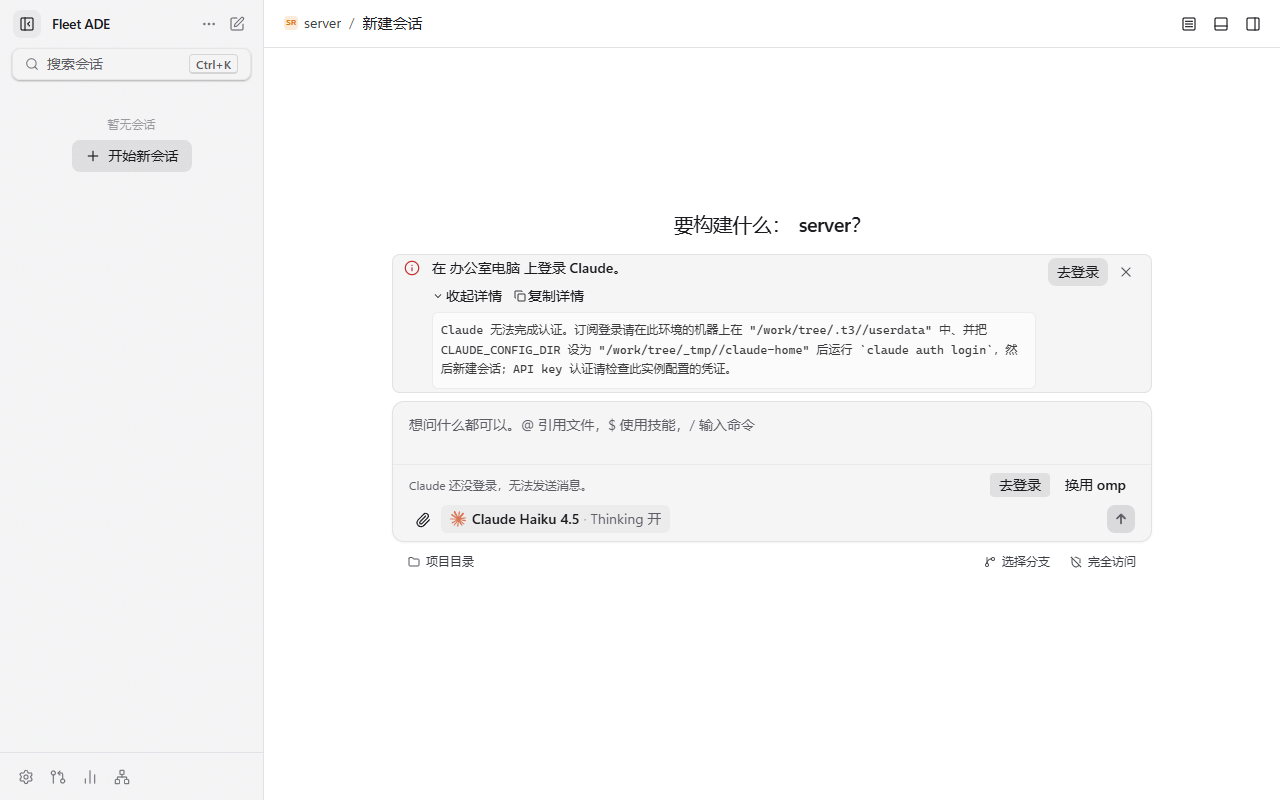 Fleet ADE
搜索会话
Ctrl+K
暂无会话
开始新会话
SR server / 新建会话
要构建什么： server?
在 办公室电脑 上登录 Claude。
去登录
收起详情 复制详情
Claude 无法完成认证。订阅登录请在此环境的机器上在 "/work/tree/.t3//userdata" 中、并把
CLAUDE_CONFIG_DIR 设为 "/work/tree/_tmp//claude-home" 后运行 `claude auth login`，然
后新建会话；API key 认证请检查此实例配置的凭证。
想问什么都可以。@ 引用文件，$ 使用技能，/ 输入命令
Claude 还没登录，无法发送消息。
去登录
换用 omp
Claude Haiku 4.5 · Thinking 开
项目目录
选择分支
完全访问